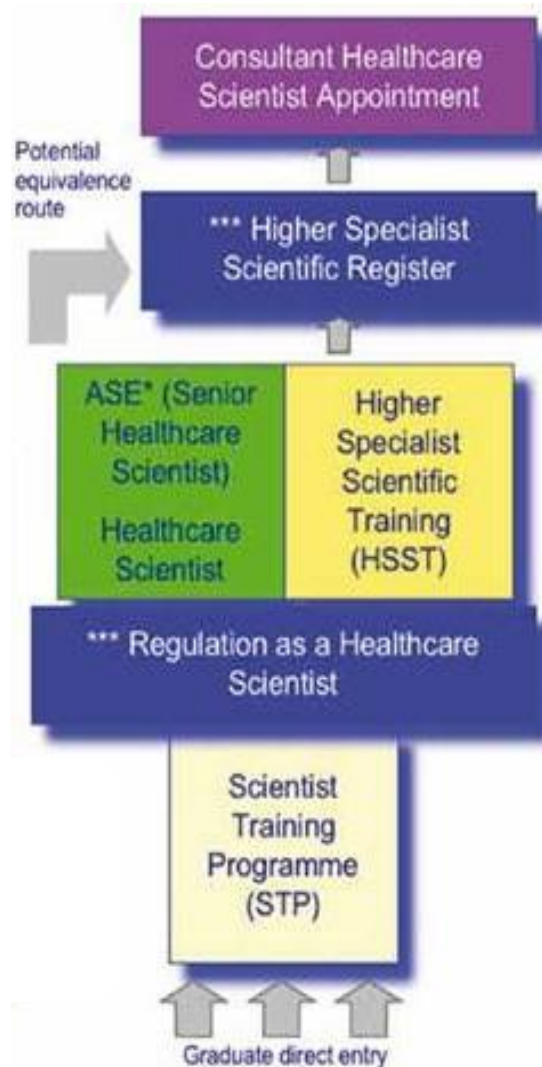 Consultant Healthcare
Scientist Appointment
Potential
equivalence
route
*** Higher Specialist
Scientific Register
ASE* (Senior
Healthcare
Scientist)
Healthcare
Scientist
Higher
Specialist
Scientific
Training
(HSST)
*** Regulation as a Healthcare
Scientist
Scientist
Training
Programme
(STP)
Graduate direct entry